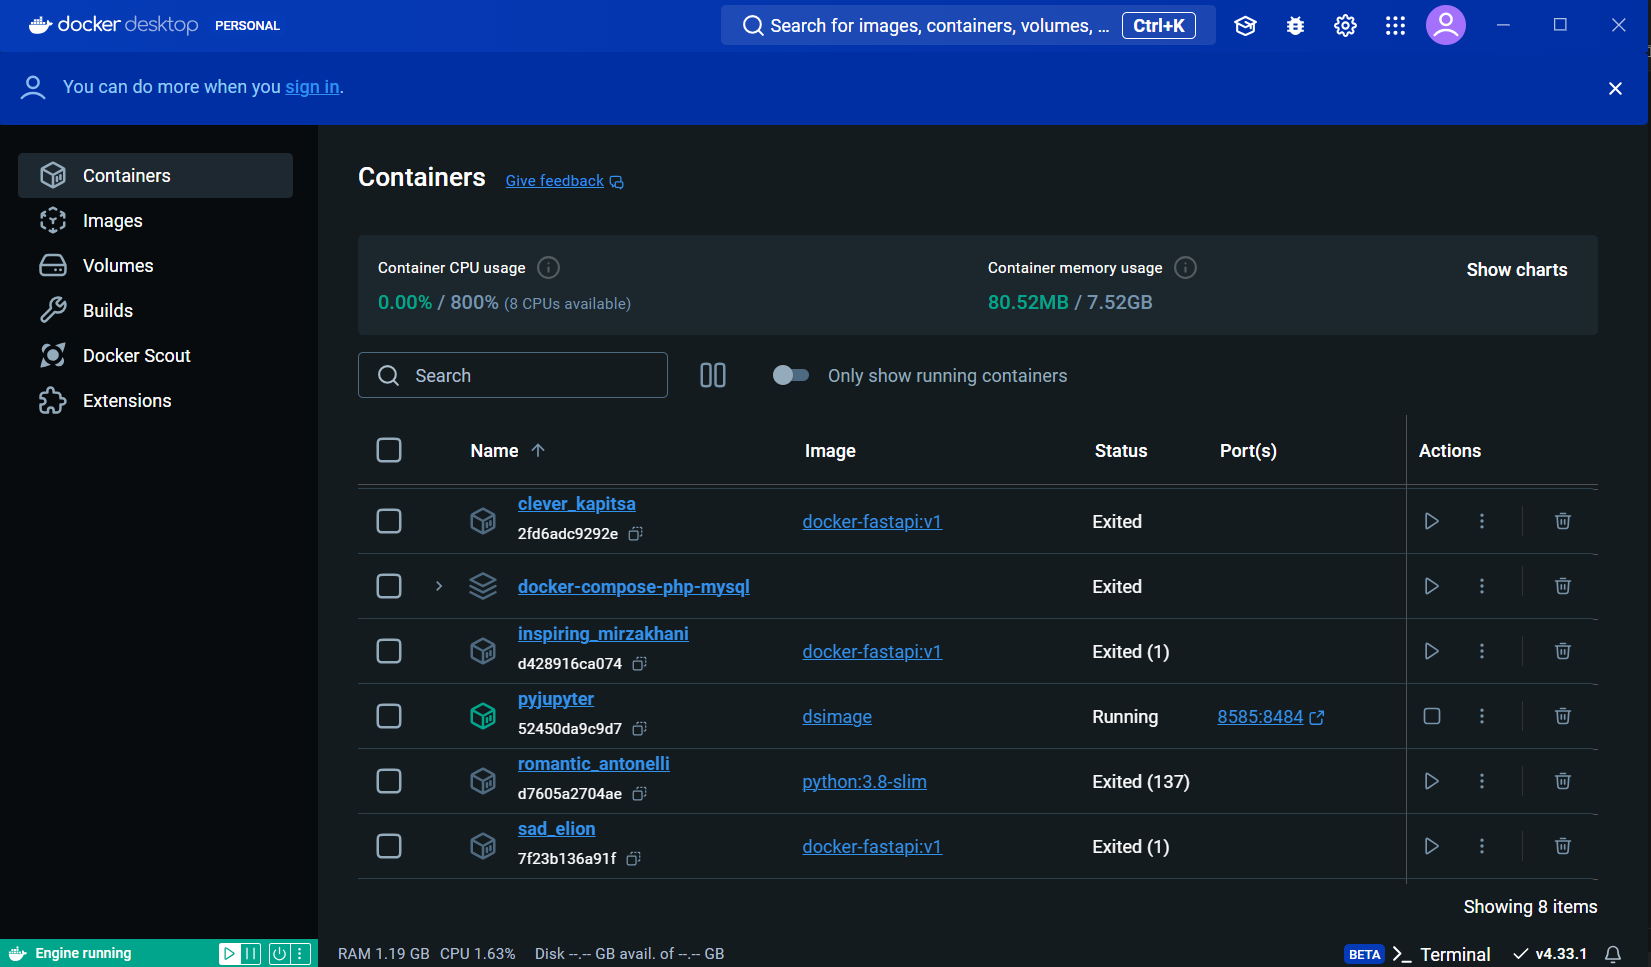 docker desktop PERSONAL
Search for images, containers, volumes, ... Ctrl+K
You can do more when you sign in.
Containers
Images
Volumes
Builds
Docker Scout
Extensions
Containers Give feedback
Container CPU usage
0.00% / 800% (8 CPUs available)
Container memory usage
80.52MB / 7.52GB
Show charts
Search
Only show running containers
Name Image Status Port(s) Actions
clever_kapitsa
2fd6adc9292e
docker-fastapi:v1 Exited
docker-compose-php-mysql Exited
inspiring_mirzakhani
d428916ca074
docker-fastapi:v1 Exited (1)
pyjupyter
52450da9c9d7
dsimage Running 8585:8484
romantic_antonelli
d7605a2704ae
python:3.8-slim Exited (137)
sad_elion
7f23b136a91f
docker-fastapi:v1 Exited (1)
Showing 8 items
Engine running
RAM 1.19 GB CPU 1.63% Disk --.-- GB avail. of --.-- GB
BETA Terminal v4.33.1